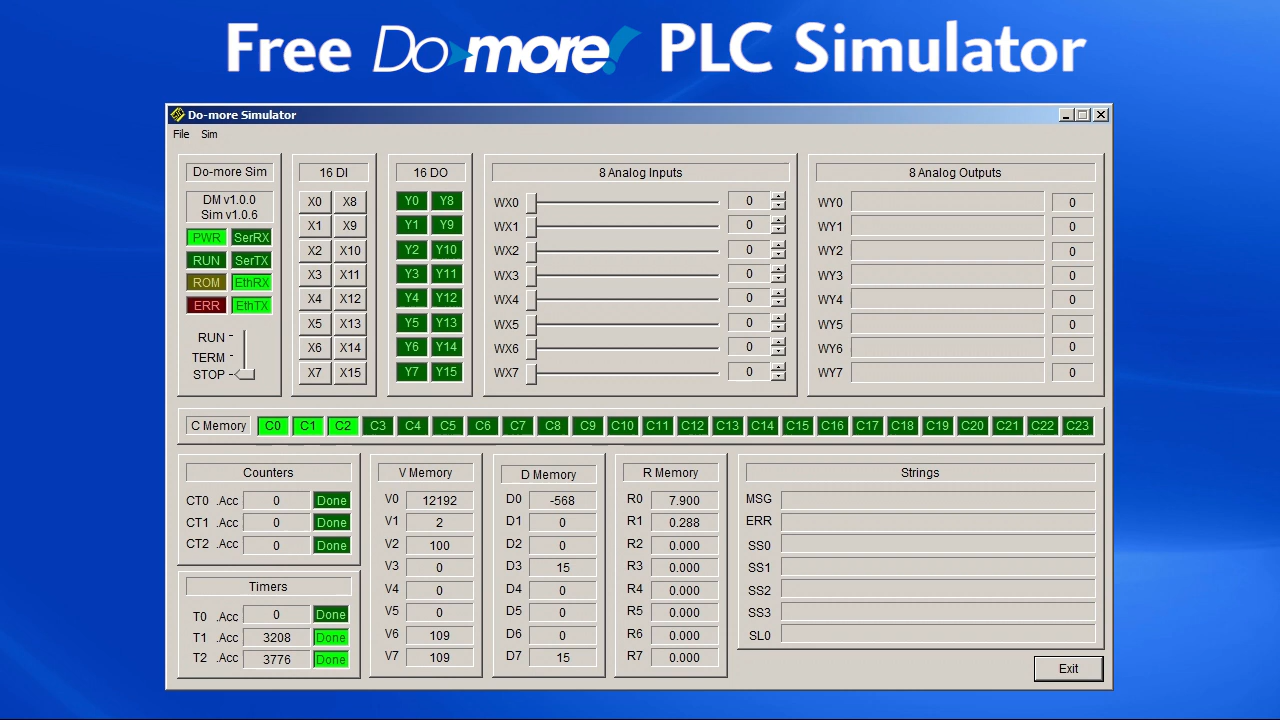 Free Do-more! PLC Simulator
Do-more Simulator
File Sim
Do-more Sim
DM v1.0.0
Sim v1.0.6
PWR SerRX
RUN SerTX
ROM EthRX
ERR EthTX
RUN
TERM
STOP
16 DI
X0 X8
X1 X9
X2 X10
X3 X11
X4 X12
X5 X13
X6 X14
X7 X15
16 DO
Y0 Y8
Y1 Y9
Y2 Y10
Y3 Y11
Y4 Y12
Y5 Y13
Y6 Y14
Y7 Y15
8 Analog Inputs
WX0 0
WX1 0
WX2 0
WX3 0
WX4 0
WX5 0
WX6 0
WX7 0
8 Analog Outputs
WY0 0
WY1 0
WY2 0
WY3 0
WY4 0
WY5 0
WY6 0
WY7 0
C Memory C0 C1 C2 C3 C4 C5 C6 C7 C8 C9 C10 C11 C12 C13 C14 C15 C16 C17 C18 C19 C20 C21 C22 C23
Counters
CT0 .Acc 0 Done
CT1 .Acc 0 Done
CT2 .Acc 0 Done
Timers
T0 .Acc 0 Done
T1 .Acc 3208 Done
T2 .Acc 3776 Done
V Memory
V0 12192
V1 2
V2 100
V3 0
V4 0
V5 0
V6 109
V7 109
D Memory
D0 -568
D1 0
D2 0
D3 15
D4 0
D5 0
D6 0
D7 15
R Memory
R0 7.900
R1 0.288
R2 0.000
R3 0.000
R4 0.000
R5 0.000
R6 0.000
R7 0.000
Strings
MSG
ERR
SS0
SS1
SS2
SS3
SL0
Exit